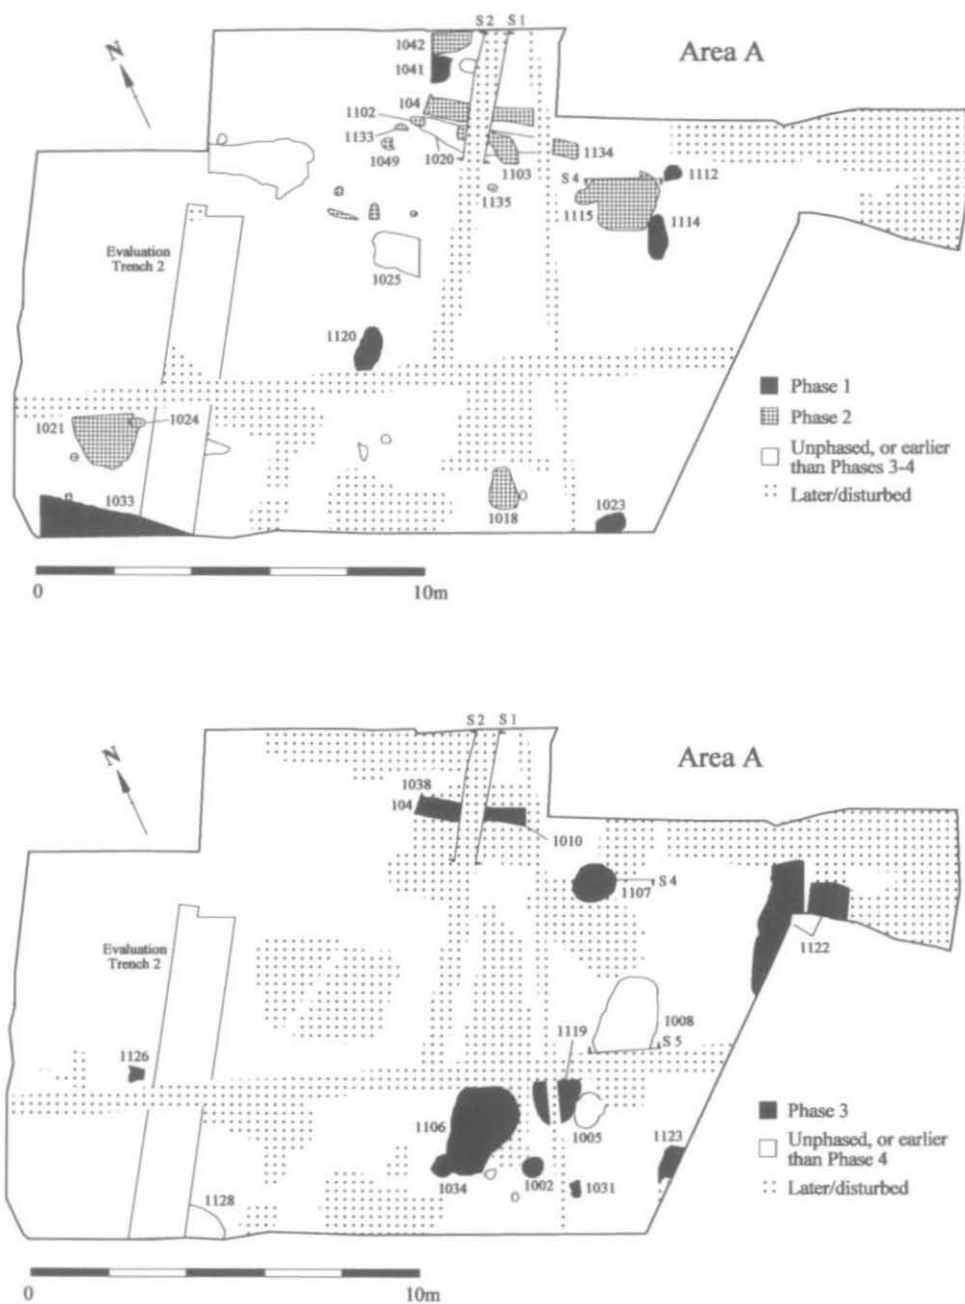 S 2 S 1
Area A
N
1042
1041
104
1102
1133
1049
1020
1103
1134
S 4
1112
1135
1115
1114
Evaluation
Trench 2
1025
1120
Phase 1
Phase 2
Unphased, or earlier
than Phases 3-4
Later/disturbed
1021
1024
1033
1018
1023
0
10m
S 2 S 1
Area A
N
1038
104
1010
1107
S 4
1122
Evaluation
Trench 2
1008
1119
S 5
1126
1106
1005
1123
1034
1002
1031
1128
Phase 3
Unphased, or earlier
than Phase 4
Later/disturbed
0
10m